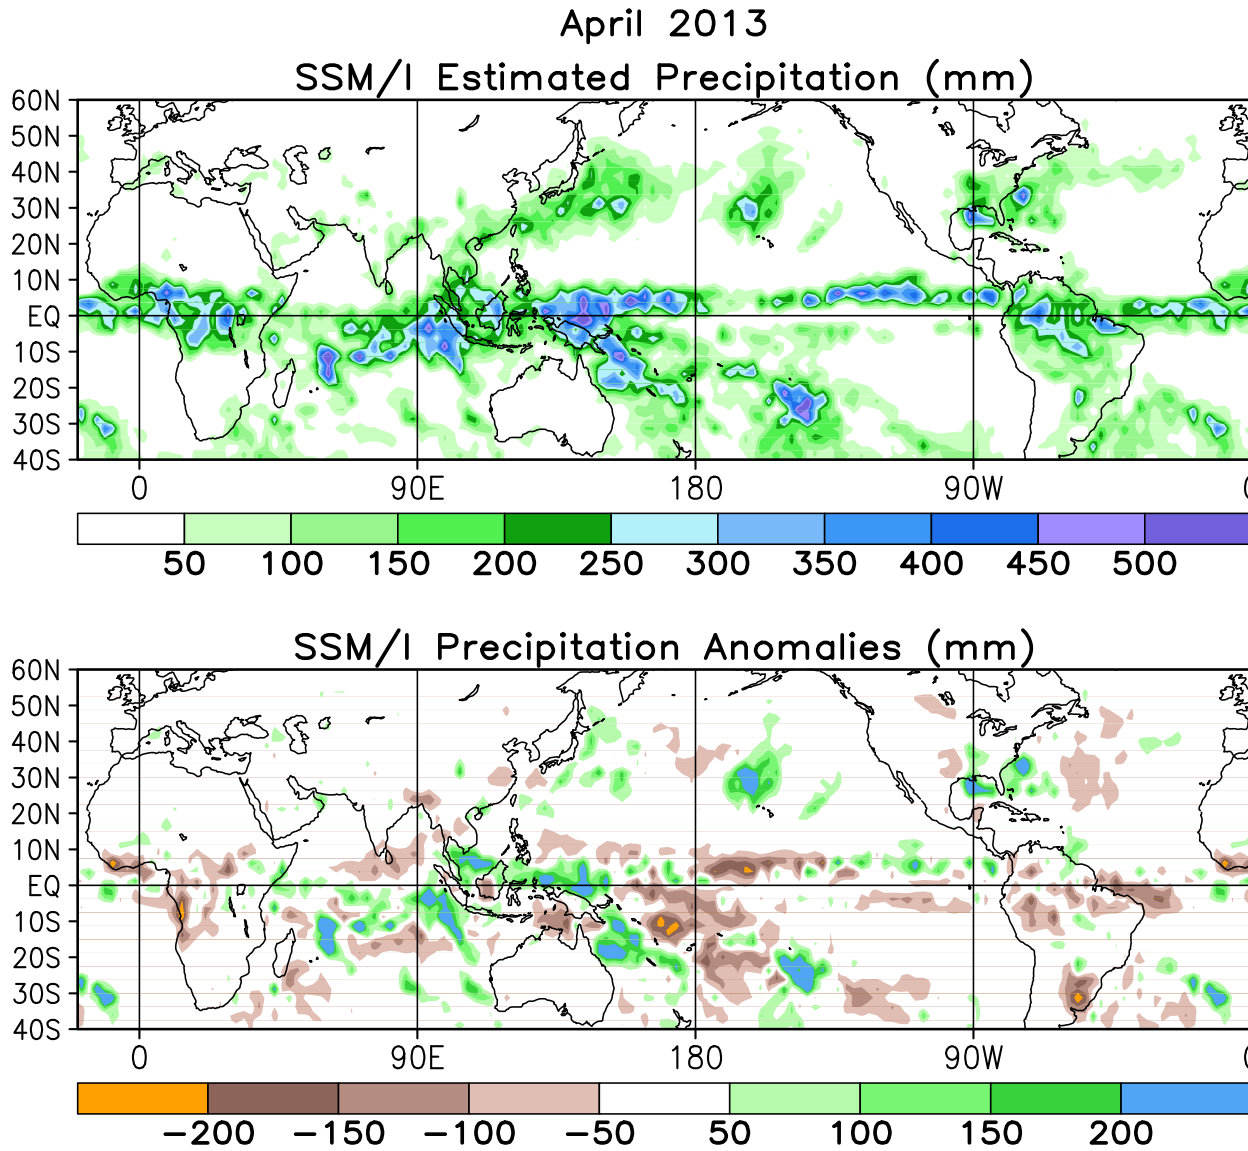 April 2013
SSM/I Estimated Precipitation (mm)
60N
50N
40N
30N
20N
10N
EQ
10S
20S
30S
40S
0 90E 180 90W 0
50 100 150 200 250 300 350 400 450 500
SSM/I Precipitation Anomalies (mm)
60N
50N
40N
30N
20N
10N
EQ
10S
20S
30S
40S
0 90E 180 90W 0
−200 −150 −100 −50 50 100 150 200